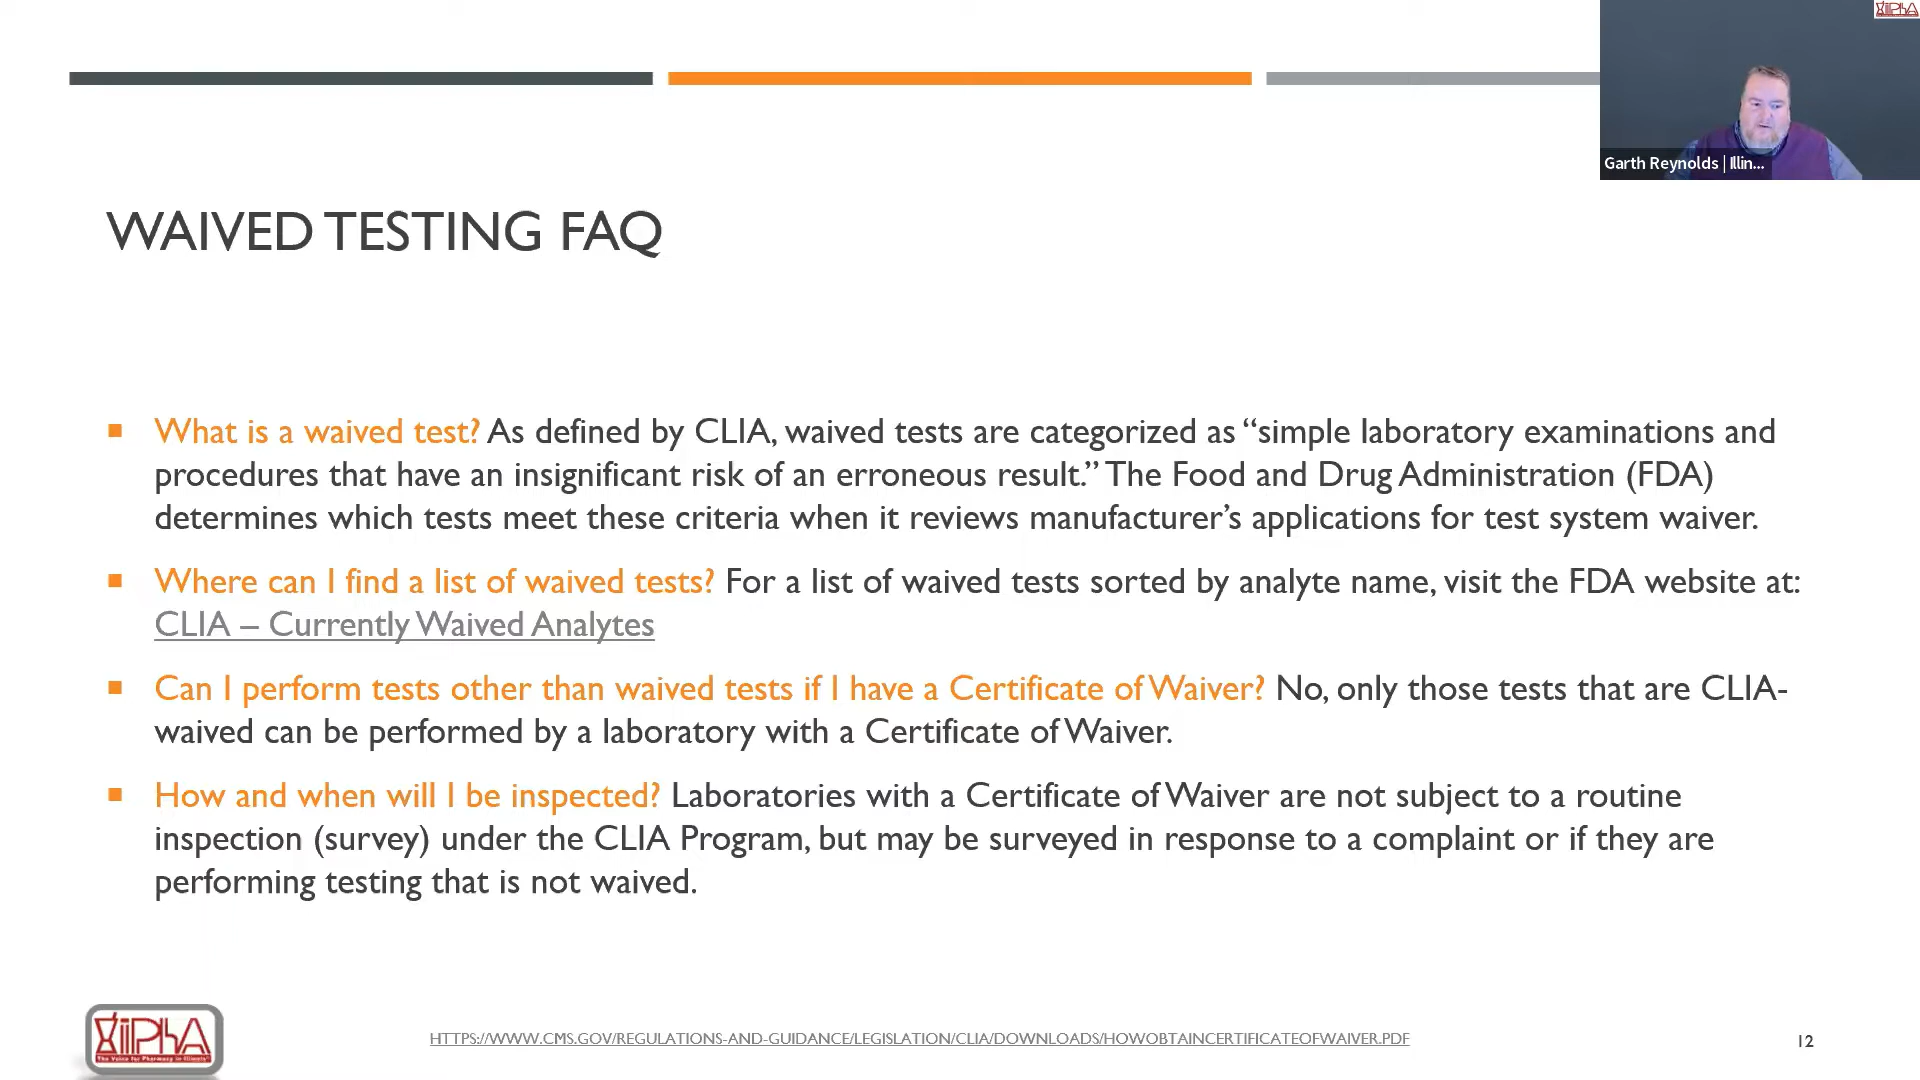 IlPhA
Garth Reynolds | Illin...
WAIVED TESTING FAQ
What is a waived test? As defined by CLIA, waived tests are categorized as “simple laboratory examinations and
procedures that have an insignificant risk of an erroneous result.” The Food and Drug Administration (FDA)
determines which tests meet these criteria when it reviews manufacturer’s applications for test system waiver.
Where can I find a list of waived tests? For a list of waived tests sorted by analyte name, visit the FDA website at:
CLIA – Currently Waived Analytes
Can I perform tests other than waived tests if I have a Certificate of Waiver? No, only those tests that are CLIA-
waived can be performed by a laboratory with a Certificate of Waiver.
How and when will I be inspected? Laboratories with a Certificate of Waiver are not subject to a routine
inspection (survey) under the CLIA Program, but may be surveyed in response to a complaint or if they are
performing testing that is not waived.
IlPhA
The Voice for Pharmacy in Illinois
HTTPS://WWW.CMS.GOV/REGULATIONS-AND-GUIDANCE/LEGISLATION/CLIA/DOWNLOADS/HOWOBTAINCERTIFICATEOFWAIVER.PDF
12